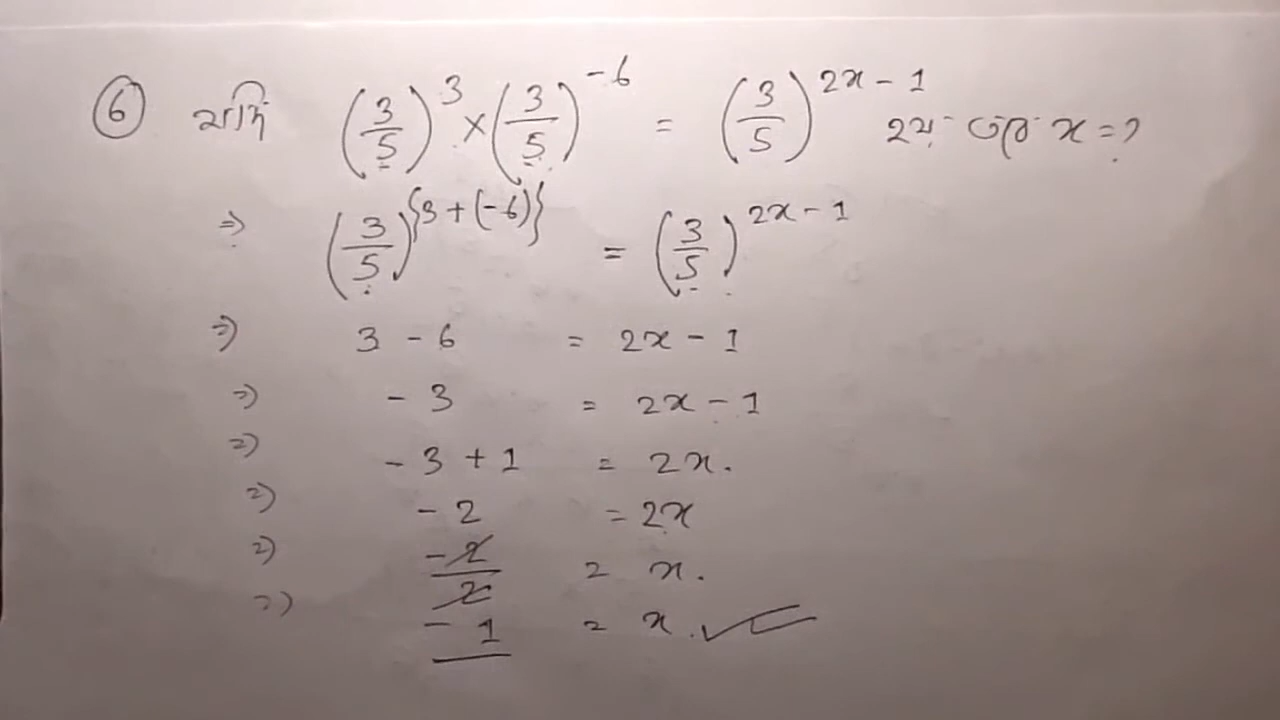 ⑥ যদি (3/5)^3 × (3/5)^-6 = (3/5)^2x-1 হয় তবে x = ?
⇒ (3/5)^{3+(-6)} = (3/5)^2x-1
⇒ 3 - 6 = 2x - 1
⇒ - 3 = 2x - 1
⇒ - 3 + 1 = 2x.
⇒ - 2 = 2x
⇒ -2/2 = x.
⇒ - 1 = x. ✓